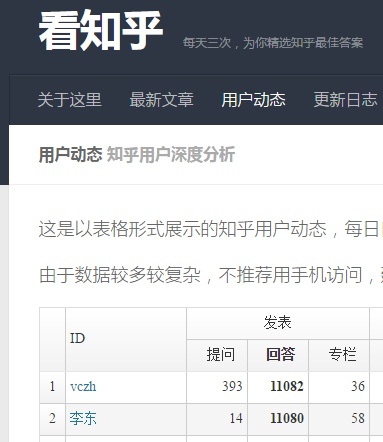 看知乎
每天三次，为你精选知乎最佳答案
关于这里 最新文章 用户动态 更新日志
用户动态 知乎用户深度分析
这是以表格形式展示的知乎用户动态，每日
由于数据较多较复杂，不推荐用手机访问，
ID 发表
提问 回答 专栏
1 vczh 393 11082 36
2 李东 14 11080 58